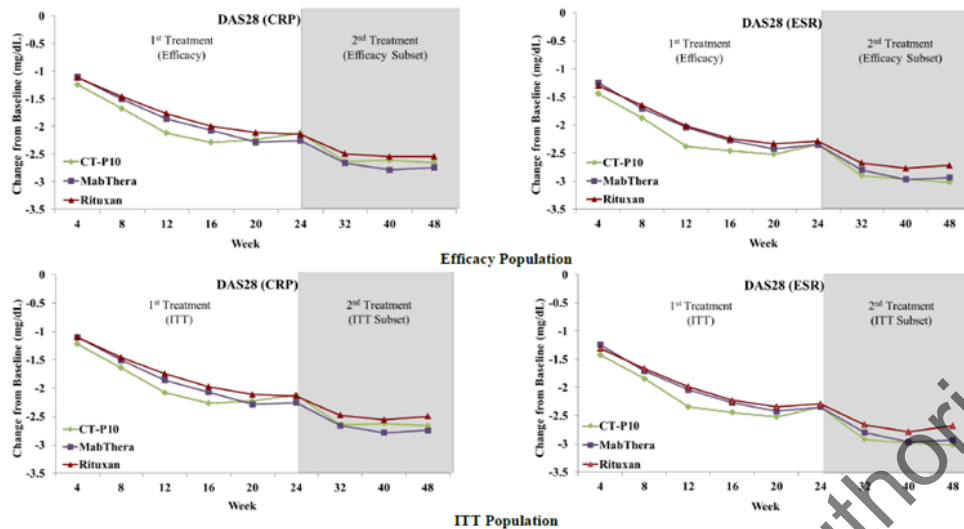 DAS28 (CRP)
1st Treatment
(Efficacy)
2nd Treatment
(Efficacy Subset)
Change from Baseline (mg/dL)
0
-0.5
-1
-1.5
-2
-2.5
-3
-3.5
CT-P10
MabThera
Rituxan
4 8 12 16 20 24 32 40 48
Week
DAS28 (ESR)
1st Treatment
(Efficacy)
2nd Treatment
(Efficacy Subset)
Change from Baseline (mg/dL)
0
-0.5
-1
-1.5
-2
-2.5
-3
-3.5
CT-P10
MabThera
Rituxan
4 8 12 16 20 24 32 40 48
Week
Efficacy Population
DAS28 (CRP)
1st Treatment
(ITT)
2nd Treatment
(ITT Subset)
Change from Baseline (mg/dL)
0
-0.5
-1
-1.5
-2
-2.5
-3
-3.5
CT-P10
MabThera
Rituxan
4 8 12 16 20 24 32 40 48
Week
DAS28 (ESR)
1st Treatment
(ITT)
2nd Treatment
(ITT Subset)
Change from Baseline (mg/dL)
0
-0.5
-1
-1.5
-2
-2.5
-3
-3.5
CT-P10
MabThera
Rituxan
4 8 12 16 20 24 32 40 48
Week
ITT Population